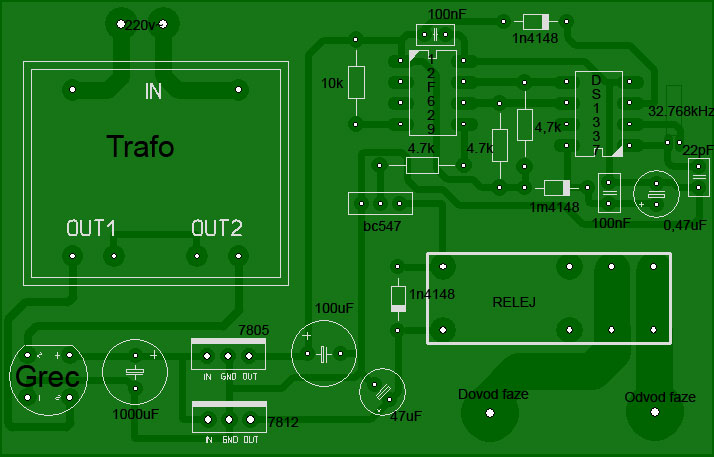 220v~
100nF
1n4148
IN
10k
12F629
DS1337
32.768kHz
Trafo
4.7k
4.7k
4,7k
22pF
1m4148
OUT1
OUT2
bc547
100nF
0,47uF
1n4148
RELEJ
100uF
7805
Grec
IN GND OUT
1000uF
47uF
7812
IN GND OUT
Dovod faze
Odvod faze